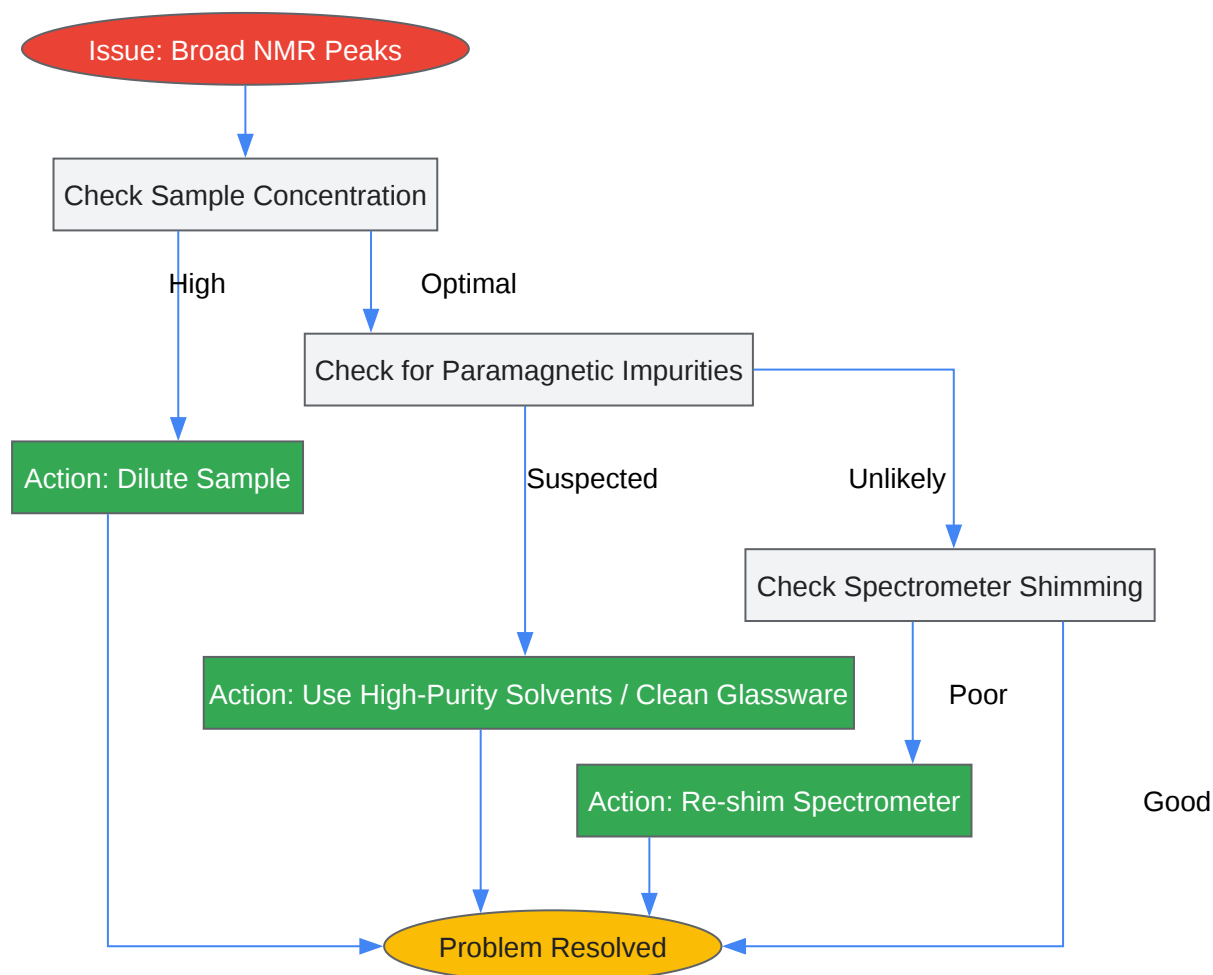 Issue: Broad NMR Peaks
Check Sample Concentration
High
Optimal
Check for Paramagnetic Impurities
Action: Dilute Sample
Suspected
Unlikely
Check Spectrometer Shimming
Action: Use High-Purity Solvents / Clean Glassware
Poor
Action: Re-shim Spectrometer
Good
Problem Resolved